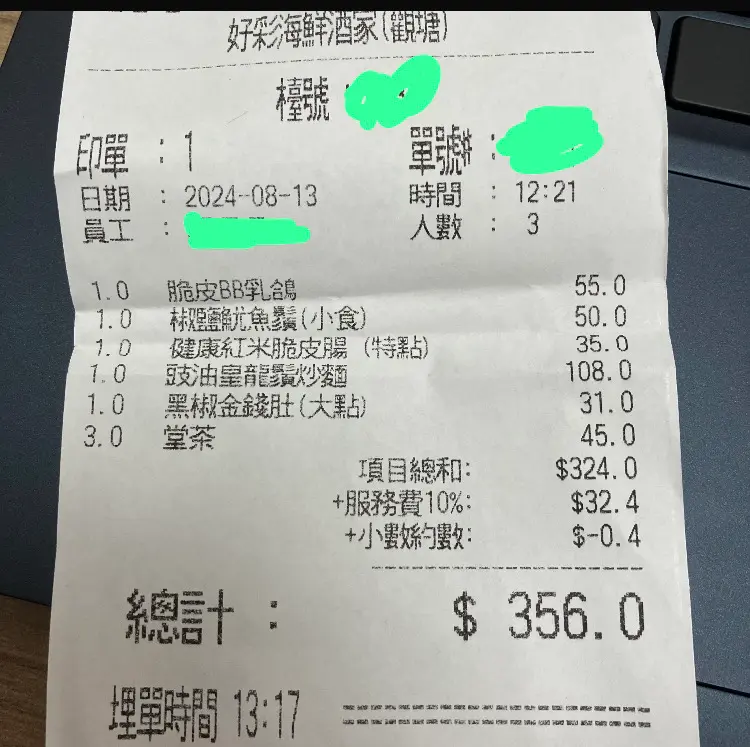 好彩海鮮酒家(觀塘)
檯號 :
印單 : 1 單號# :
日期 : 2024-08-13 時間 : 12:21
員工 : 人數 : 3
1.0 脆皮BB乳鴿 55.0
1.0 椒鹽魷魚鬚(小食) 50.0
1.0 健康紅米脆皮腸 (特點) 35.0
1.0 豉油皇龍鬚炒麵 108.0
1.0 黑椒金錢肚(大點) 31.0
3.0 堂茶 45.0
項目總和: $324.0
+服務費10%: $32.4
+小數約數: $-0.4
總計 : $ 356.0
埋單時間 13:17